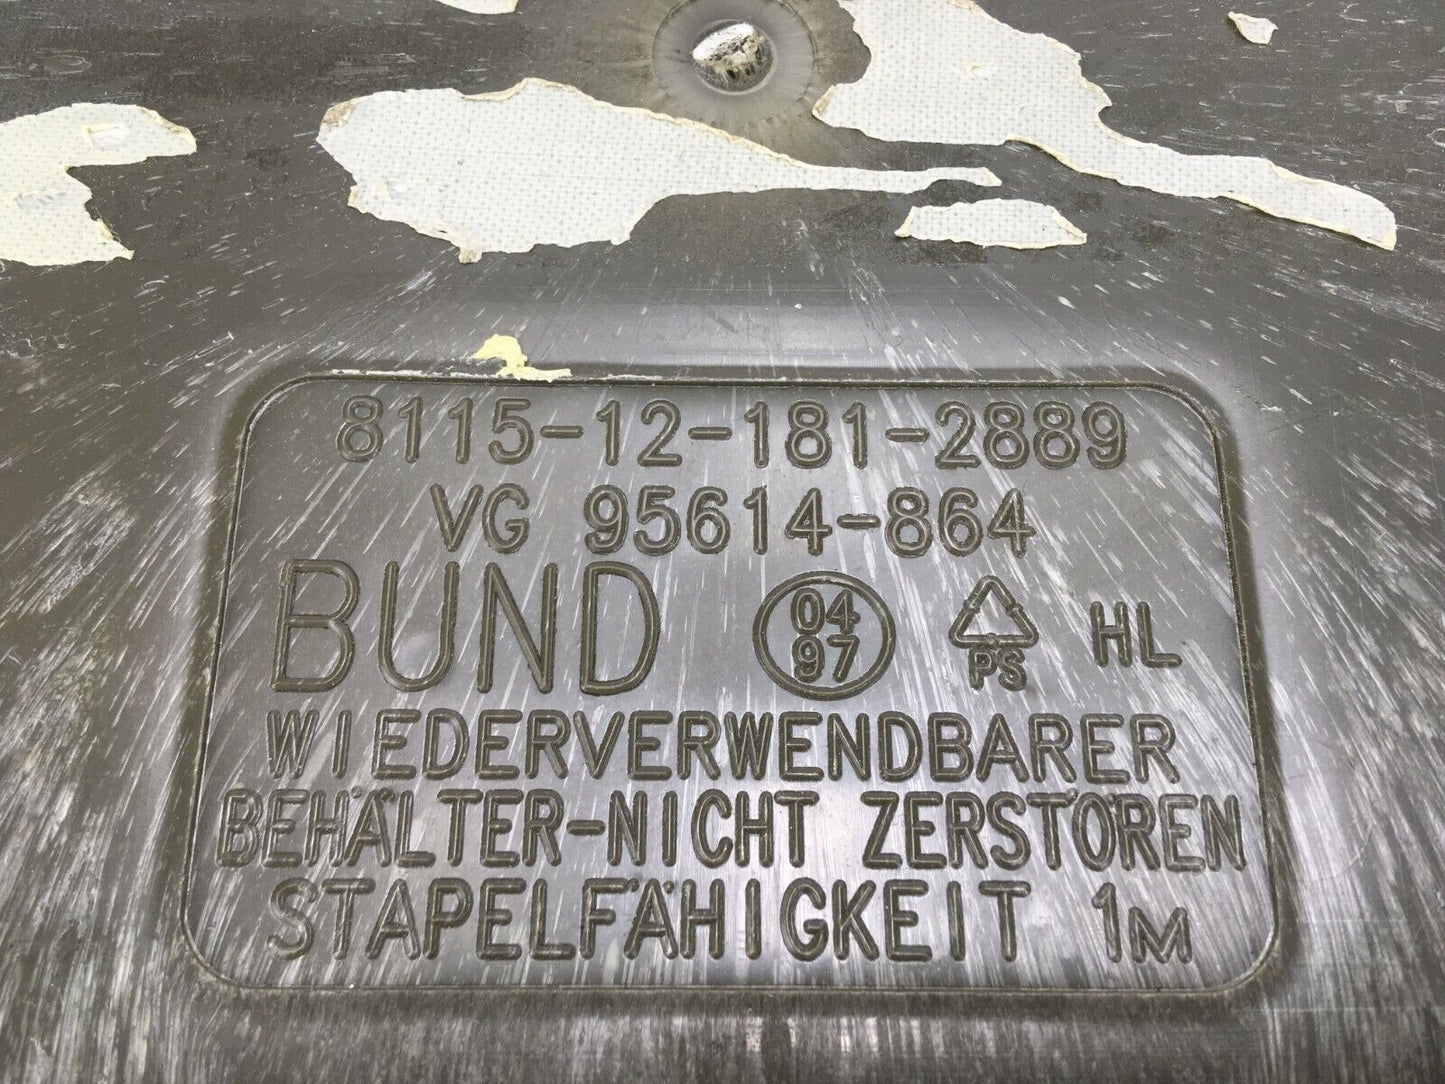 8115-12-181-2889
VG 95614-864
BUND 04 97 PS HL
WIEDERVERWENDBARER
BEHÄLTER-NICHT ZERSTÖREN
STAPELFÄHIGKEIT 1M